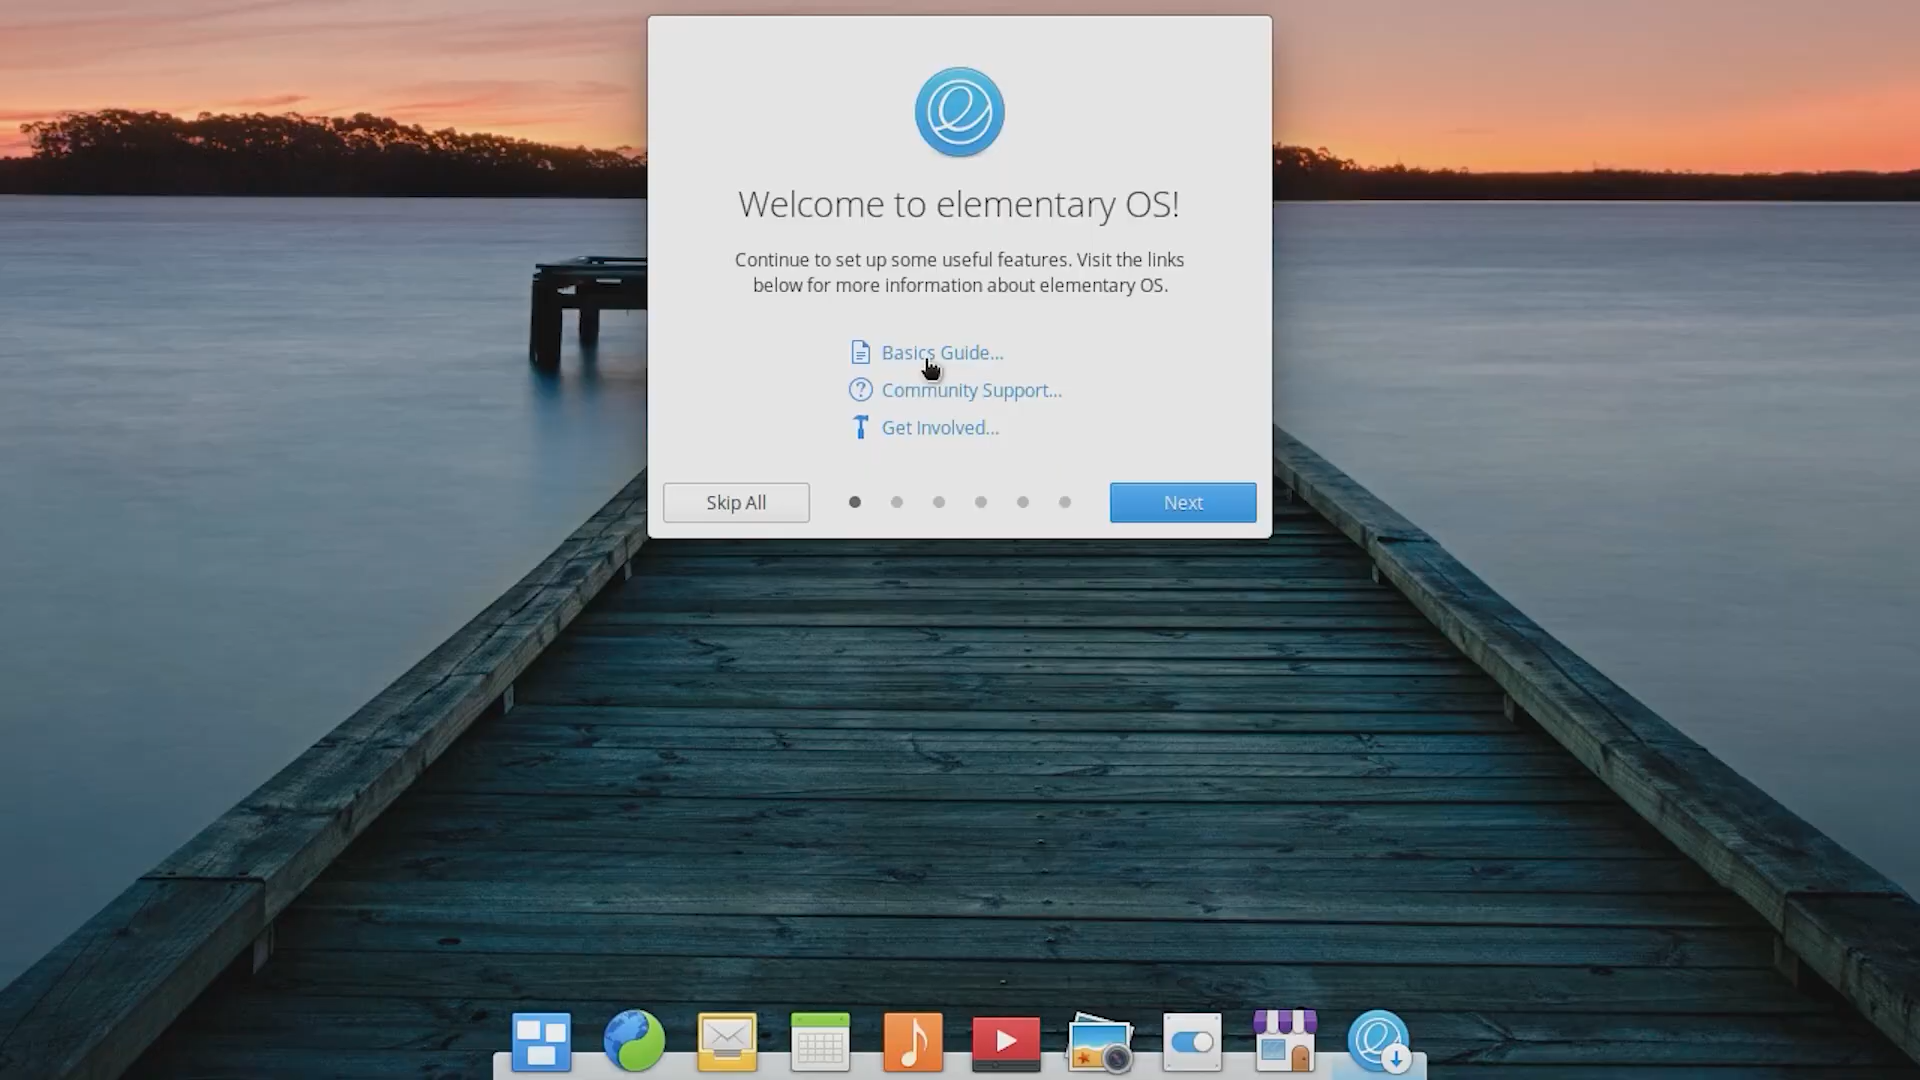 Welcome to elementary OS!
Continue to set up some useful features. Visit the links
below for more information about elementary OS.
Basics Guide...
Community Support...
Get Involved...
Skip All
Next